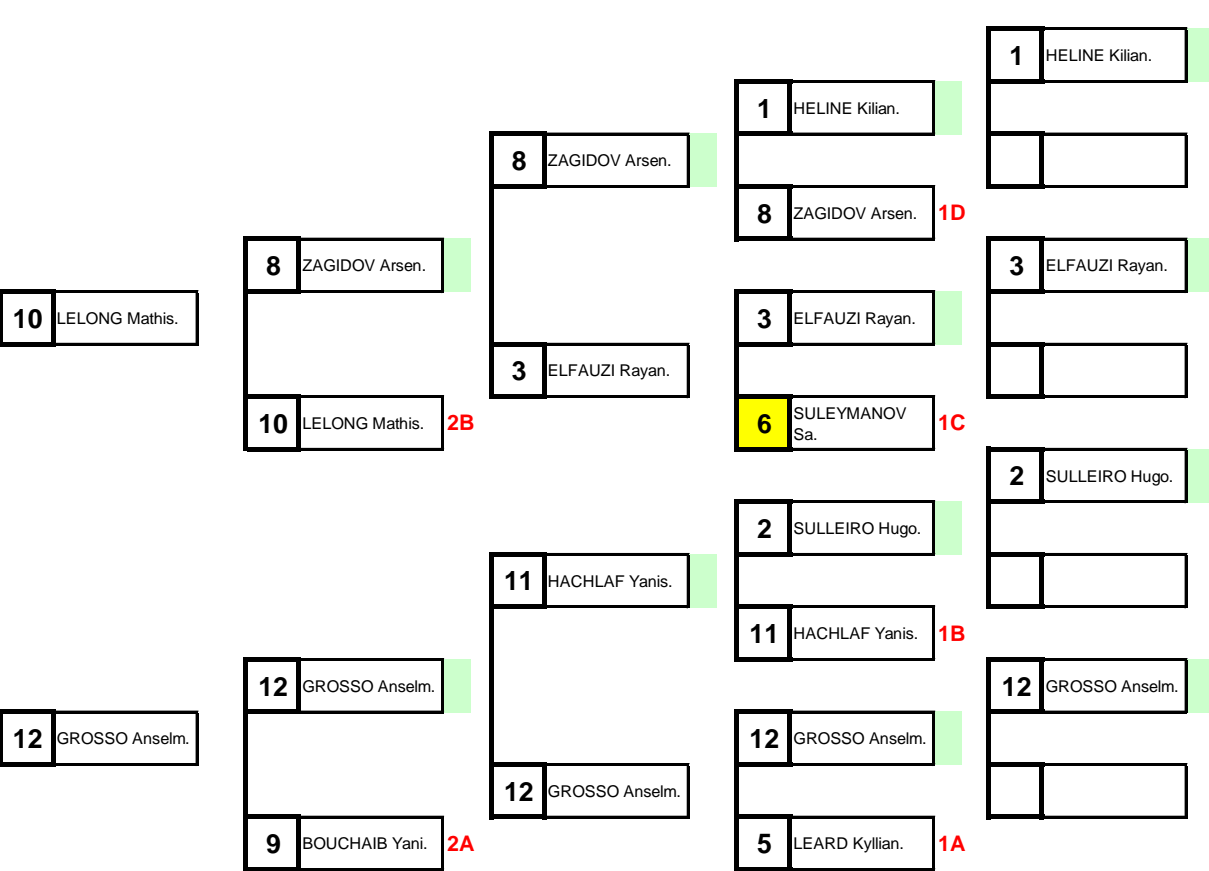 1 HELINE Kilian.
1 HELINE Kilian.
8 ZAGIDOV Arsen.
8 ZAGIDOV Arsen. 1D
8 ZAGIDOV Arsen.
3 ELFAUZI Rayan.
10 LELONG Mathis.
3 ELFAUZI Rayan.
3 ELFAUZI Rayan.
10 LELONG Mathis. 2B
6 SULEYMANOV
Sa. 1C
2 SULLEIRO Hugo.
2 SULLEIRO Hugo.
11 HACHLAF Yanis.
11 HACHLAF Yanis. 1B
12 GROSSO Anselm.
12 GROSSO Anselm.
12 GROSSO Anselm.
12 GROSSO Anselm.
12 GROSSO Anselm.
9 BOUCHAIB Yani. 2A
5 LEARD Kyllian. 1A